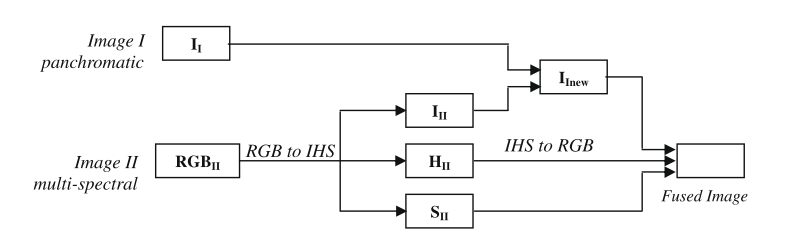 Image I
panchromatic
I_I
I_Inew
I_II
Image II
multi-spectral
RGB_II
RGB to IHS
H_II
IHS to RGB
S_II
Fused Image